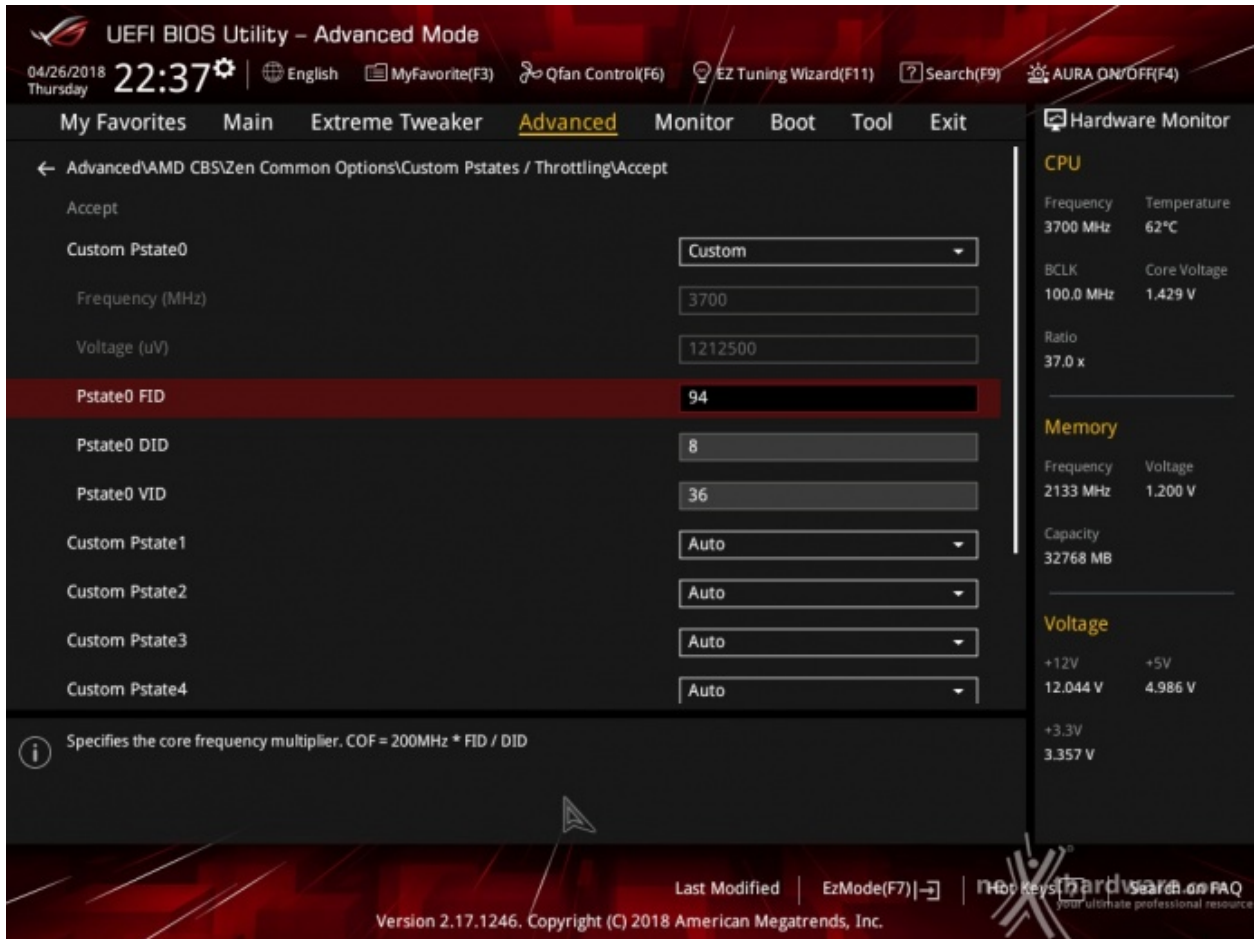 UEFI BIOS Utility – Advanced Mode
04/26/2018
Thursday
22:37
English
MyFavorite(F3)
Qfan Control(F6)
EZ Tuning Wizard(F11)
Search(F9)
AURA ON/OFF(F4)
My Favorites
Main
Extreme Tweaker
Advanced
Monitor
Boot
Tool
Exit
Hardware Monitor
Advanced\AMD CBS\Zen Common Options\Custom Pstates / Throttling\Accept
Accept
Custom Pstate0
Custom
Frequency (MHz)
3700
Voltage (uV)
1212500
Pstate0 FID
94
Pstate0 DID
8
Pstate0 VID
36
Custom Pstate1
Auto
Custom Pstate2
Auto
Custom Pstate3
Auto
Custom Pstate4
Auto
CPU
Frequency
Temperature
3700 MHz
62°C
BCLK
Core Voltage
100.0 MHz
1.429 V
Ratio
37.0 x
Memory
Frequency
Voltage
2133 MHz
1.200 V
Capacity
32768 MB
Voltage
+12V
+5V
12.044 V
4.986 V
+3.3V
3.357 V
Specifies the core frequency multiplier. COF = 200MHz * FID / DID
Last Modified
EzMode(F7)
Hot Keys
Search on FAQ
your ultimate professional resource
Version 2.17.1246. Copyright (C) 2018 American Megatrends, Inc.